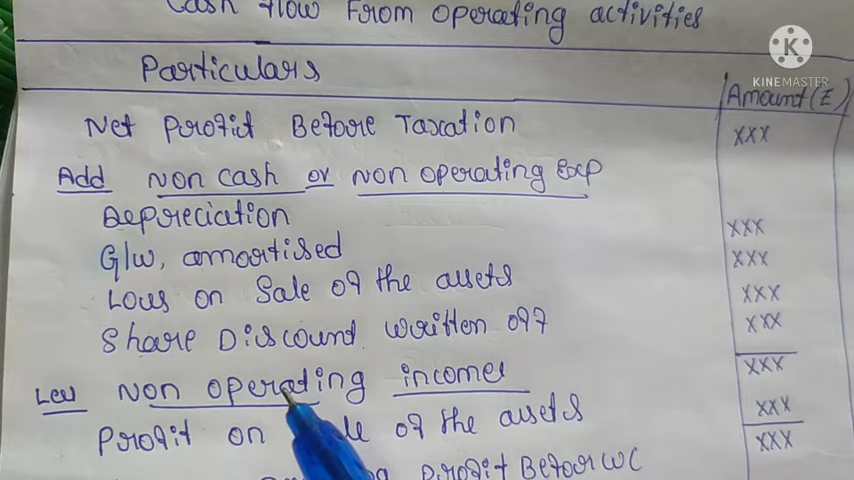 Cash flow From Operating activities
KINEMASTER
Particulars
Amount (₹)
Net Profit Before Taxation XXX
Add Non cash or Non operating Exp
Depreciation XXX
G/w, amortised XXX
Loss on Sale of the assets XXX
Share Discount written off XXX
XXX
Less Non operating incomes
Profit on of the assets XXX
XXX
Profit Before WC